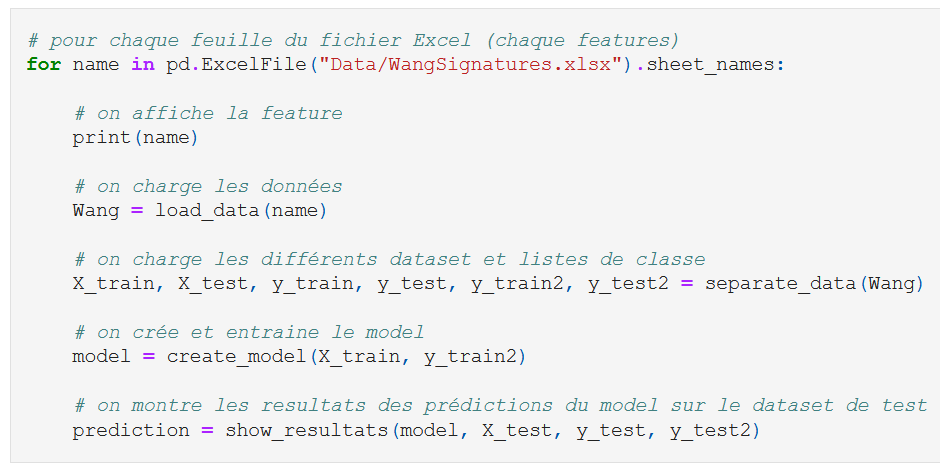 # pour chaque feuille du fichier Excel (chaque features)
for name in pd.ExcelFile("Data/WangSignatures.xlsx").sheet_names:
# on affiche la feature
print(name)
# on charge les données
Wang = load_data(name)
# on charge les différents dataset et listes de classe
X_train, X_test, y_train, y_test, y_train2, y_test2 = separate_data(Wang)
# on crée et entraine le model
model = create_model(X_train, y_train2)
# on montre les resultats des prédictions du model sur le dataset de test
prediction = show_resultats(model, X_test, y_test, y_test2)